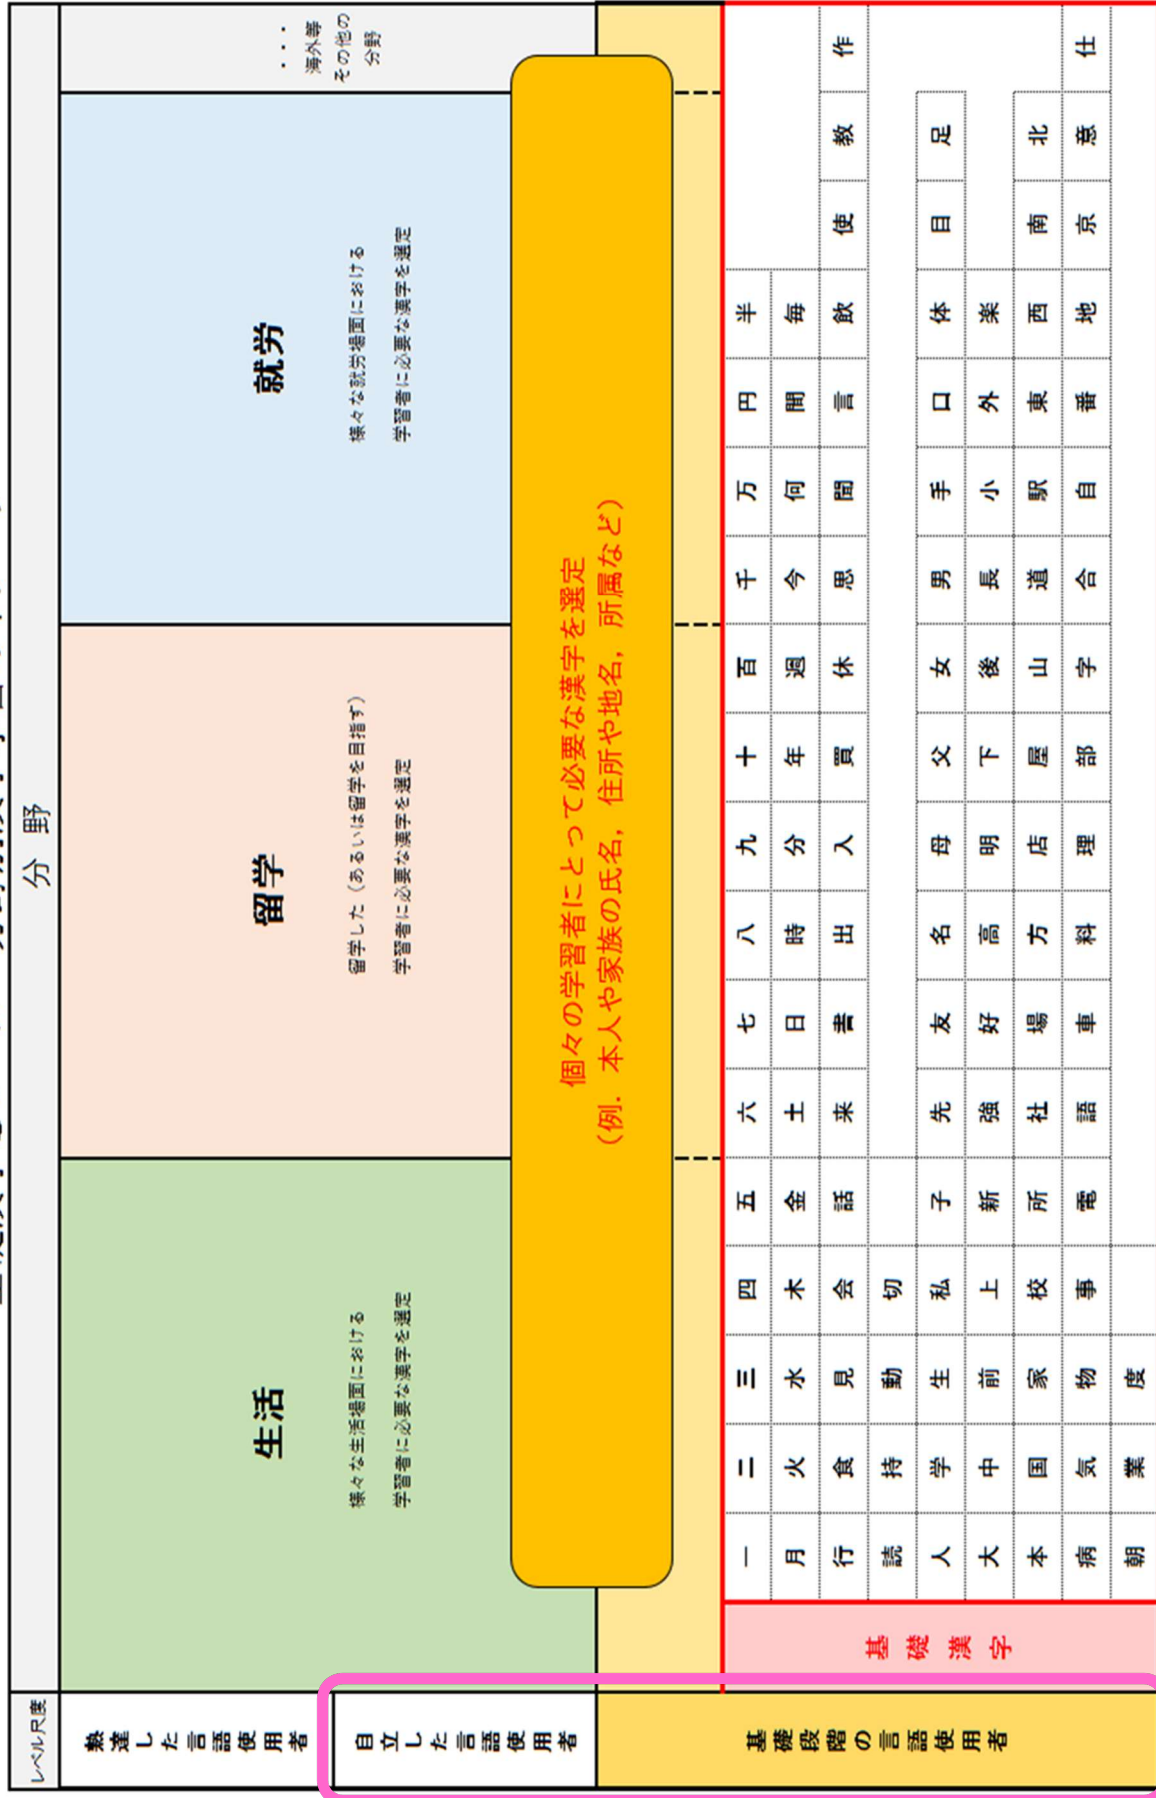 レベル尺度
分 野
熟達した言語使用者
自立した言語使用者
基礎段階の言語使用者
生活
様々な生活場面における
学習者に必要な漢字を選定
留学
留学した（あるいは留学を目指す）
学習者に必要な漢字を選定
就労
様々な就労場面における
学習者に必要な漢字を選定
・・・
海外等
その他の
分野
個々の学習者にとって必要な漢字を選定
（例．本人や家族の氏名，住所や地名，所属など）
基礎漢字
一 二 三 四 五 六 七 八 九 十 百 千 万 円 半
月 火 水 木 金 土 日 時 分 年 週 今 何 間 毎
行 食 見 会 話 来 書 出 入 買 休 思 聞 言 飲 使 教 作
読 持 動 切
人 学 生 私 子 先 友 名 母 父 女 男 手 口 体 目 足
大 中 前 上 新 強 好 高 明 下 後 長 小 外 楽
本 国 家 校 所 社 場 方 店 屋 山 道 駅 東 西 南 北
病 気 物 事 電 語 車 料 理 部 字 合 自 番 地 京 意 仕
朝 業 度